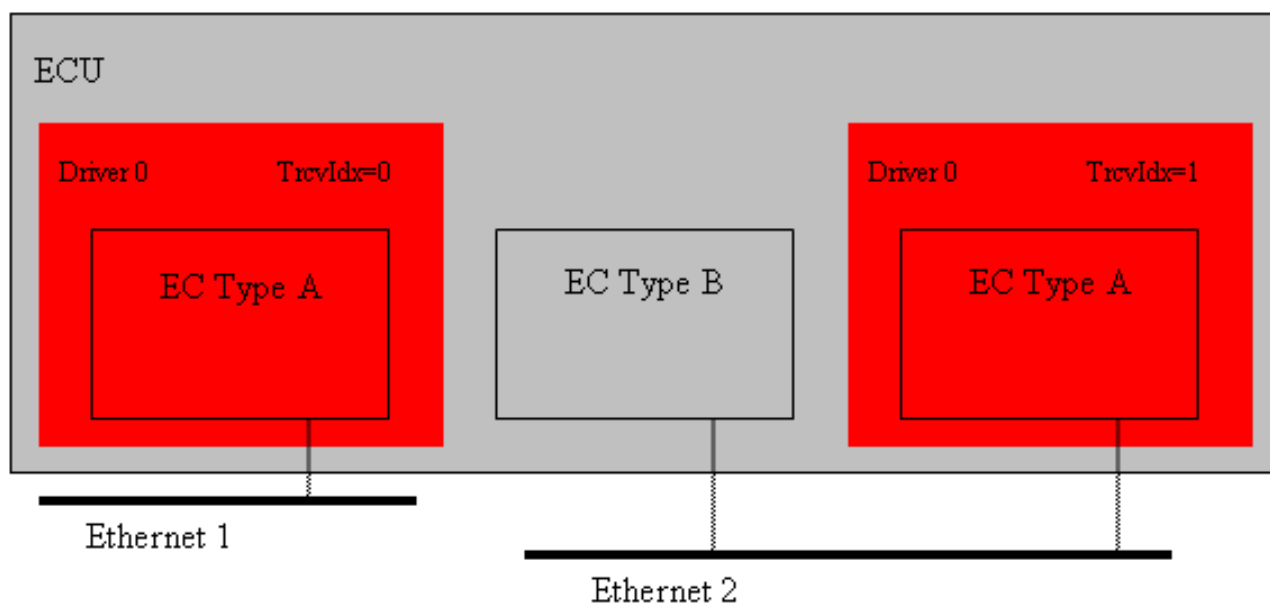 ECU
Driver 0 TrcvIdx=0
Driver 0 TrcvIdx=1
EC Type A
EC Type B
EC Type A
Ethernet 1
Ethernet 2